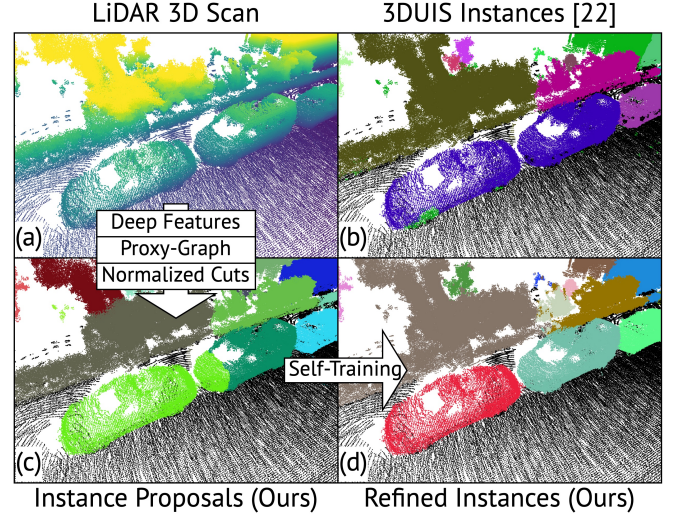 LiDAR 3D Scan
3DUIS Instances [22]
(a)
(b)
Deep Features
Proxy-Graph
Normalized Cuts
Self-Training
(c)
(d)
Instance Proposals (Ours)
Refined Instances (Ours)